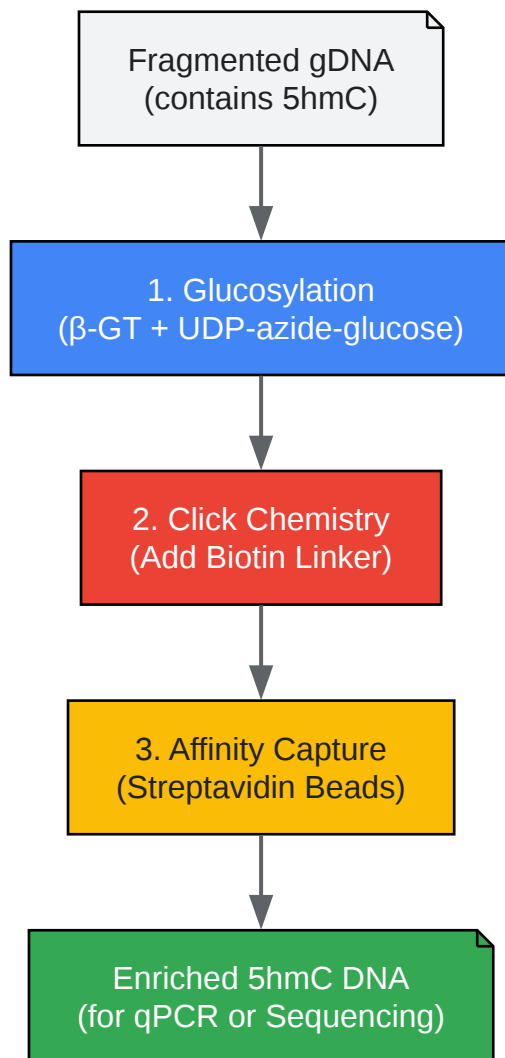 Fragmented gDNA
(contains 5hmC)
1. Glucosylation
(β-GT + UDP-azide-glucose)
2. Click Chemistry
(Add Biotin Linker)
3. Affinity Capture
(Streptavidin Beads)
Enriched 5hmC DNA
(for qPCR or Sequencing)